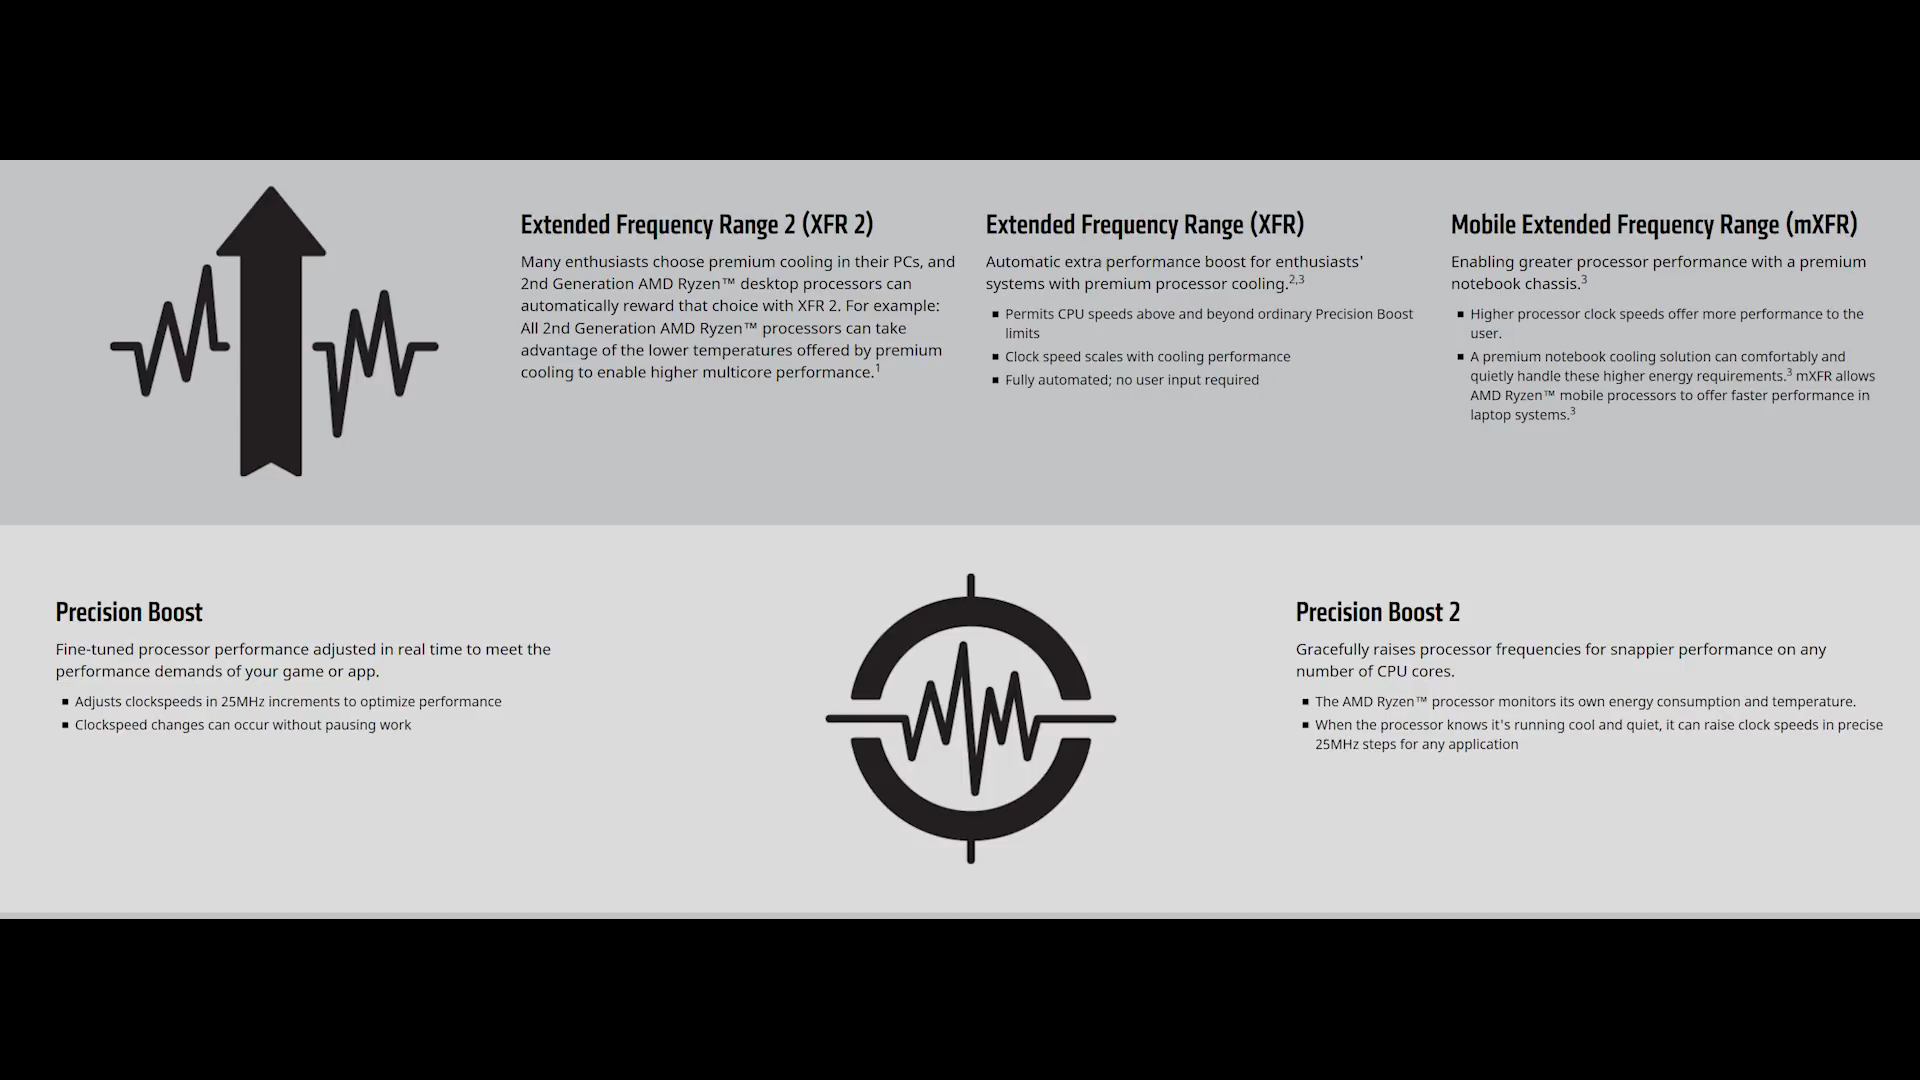 Extended Frequency Range 2 (XFR 2)
Many enthusiasts choose premium cooling in their PCs, and
2nd Generation AMD Ryzen™ desktop processors can
automatically reward that choice with XFR 2. For example:
All 2nd Generation AMD Ryzen™ processors can take
advantage of the lower temperatures offered by premium
cooling to enable higher multicore performance.1
Extended Frequency Range (XFR)
Automatic extra performance boost for enthusiasts'
systems with premium processor cooling.2,3
▪ Permits CPU speeds above and beyond ordinary Precision Boost
limits
▪ Clock speed scales with cooling performance
▪ Fully automated; no user input required
Mobile Extended Frequency Range (mXFR)
Enabling greater processor performance with a premium
notebook chassis.3
▪ Higher processor clock speeds offer more performance to the
user.
▪ A premium notebook cooling solution can comfortably and
quietly handle these higher energy requirements.3 mXFR allows
AMD Ryzen™ mobile processors to offer faster performance in
laptop systems.3
Precision Boost
Fine-tuned processor performance adjusted in real time to meet the
performance demands of your game or app.
▪ Adjusts clockspeeds in 25MHz increments to optimize performance
▪ Clockspeed changes can occur without pausing work
Precision Boost 2
Gracefully raises processor frequencies for snappier performance on any
number of CPU cores.
▪ The AMD Ryzen™ processor monitors its own energy consumption and temperature.
▪ When the processor knows it's running cool and quiet, it can raise clock speeds in precise
25MHz steps for any application